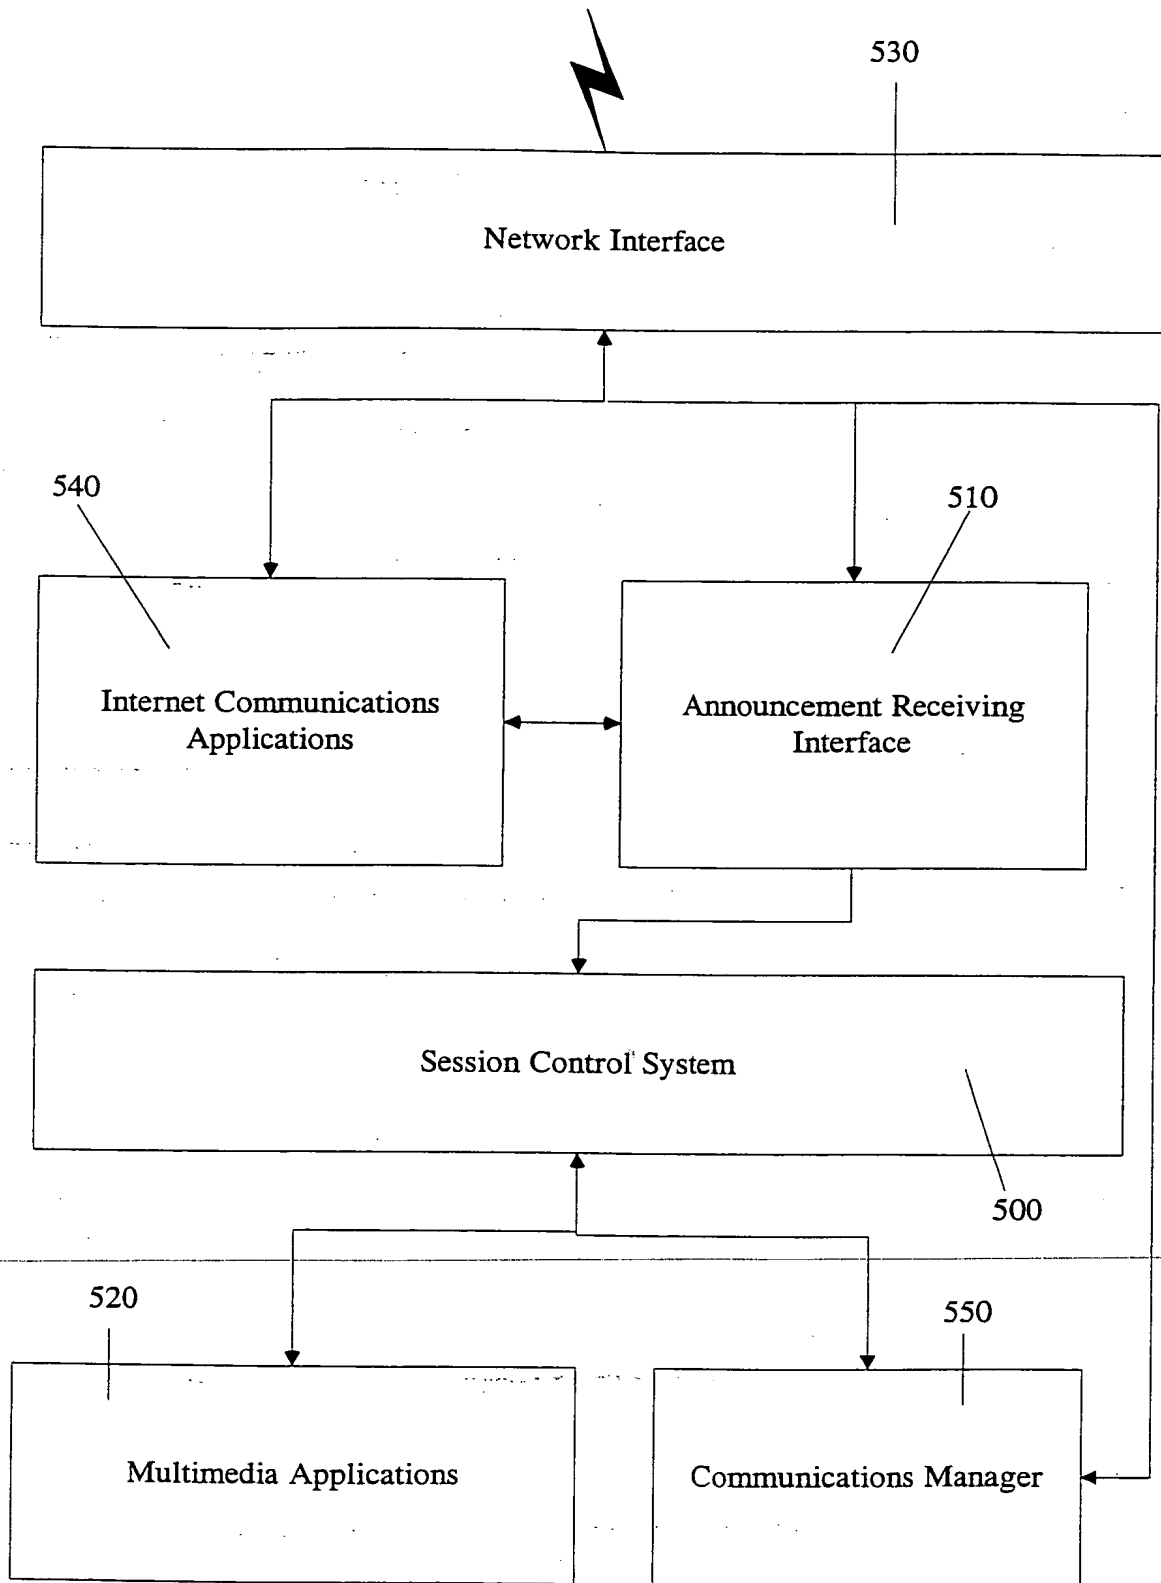 530
Network Interface
540
510
Internet Communications
Applications
Announcement Receiving
Interface
Session Control System
500
520
550
Multimedia Applications
Communications Manager